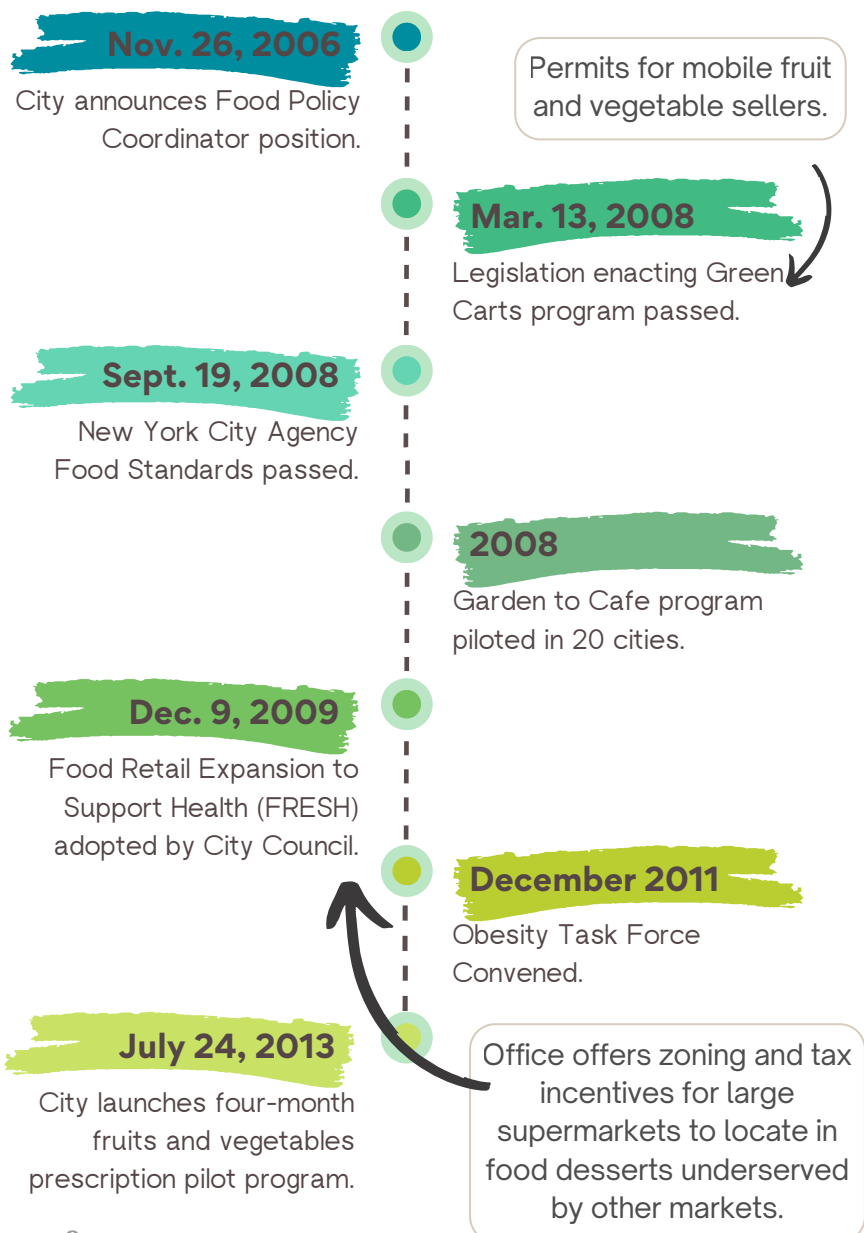 Nov. 26, 2006
City announces Food Policy
Coordinator position.
Permits for mobile fruit
and vegetable sellers.
Mar. 13, 2008
Legislation enacting Green
Carts program passed.
Sept. 19, 2008
New York City Agency
Food Standards passed.
2008
Garden to Cafe program
piloted in 20 cities.
Dec. 9, 2009
Food Retail Expansion to
Support Health (FRESH)
adopted by City Council.
December 2011
Obesity Task Force
Convened.
July 24, 2013
City launches four-month
fruits and vegetables
prescription pilot program.
Office offers zoning and tax
incentives for large
supermarkets to locate in
food desserts underserved
by other markets.